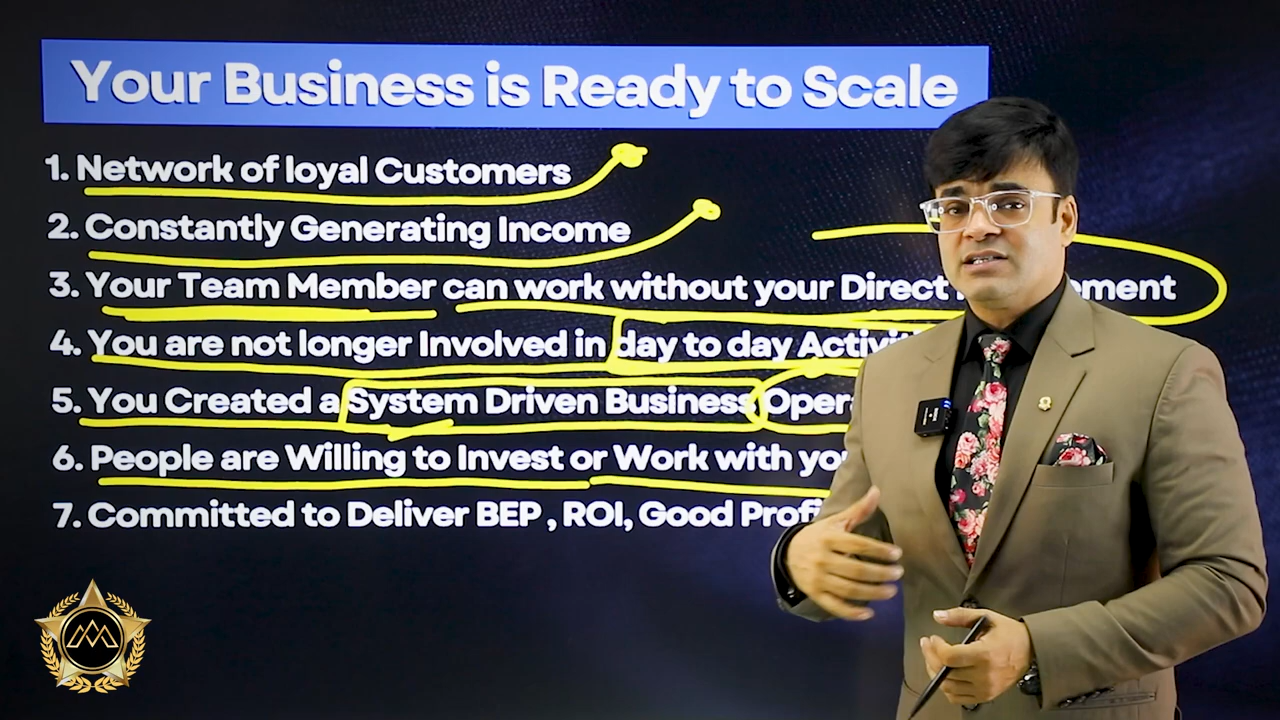 Your Business is Ready to Scale
1. Network of loyal Customers
2. Constantly Generating Income
3. Your Team Member can work without your Direct
4. You are not longer Involved in day to day
5. You Created a System Driven Business
6. People are Willing to Invest or Work with
7. Committed to Deliver BEP , ROI, Good